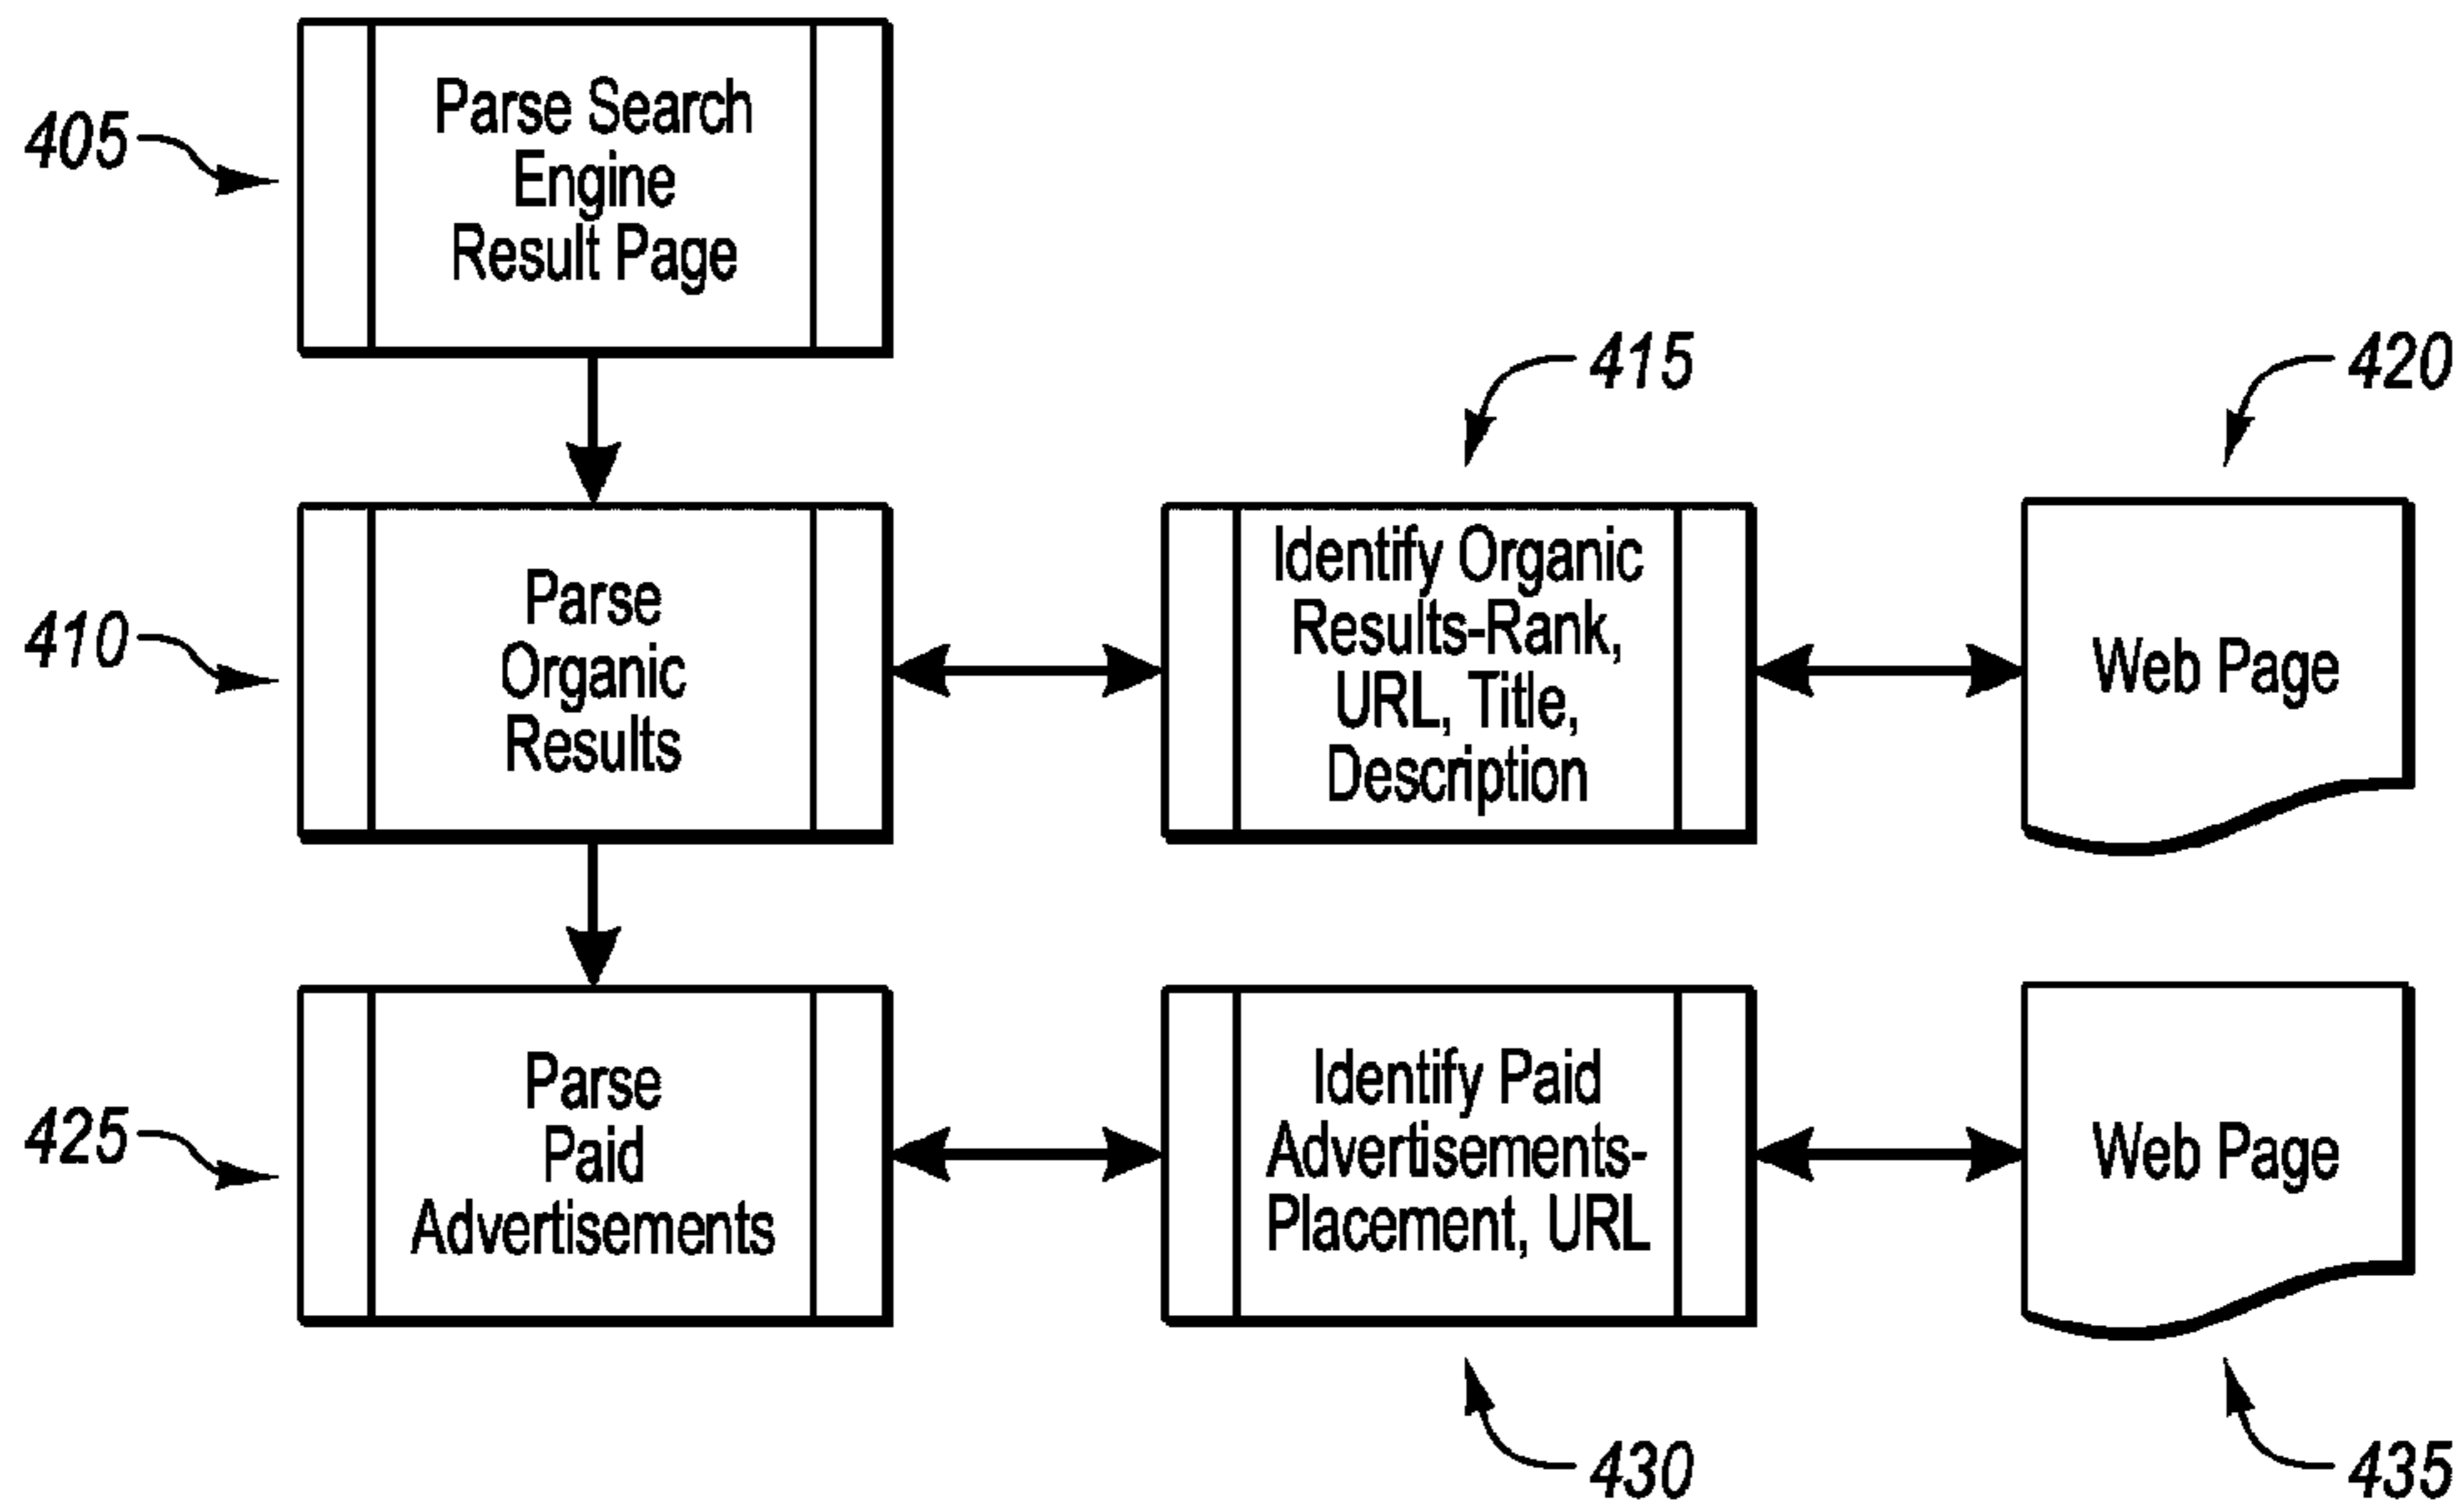 405
Parse Search
Engine
Result Page
415
420
410
Parse
Organic
Results
Identify Organic
Results-Rank,
URL, Title,
Description
Web Page
425
Parse
Paid
Advertisements
Identify Paid
Advertisements-
Placement, URL
Web Page
430
435